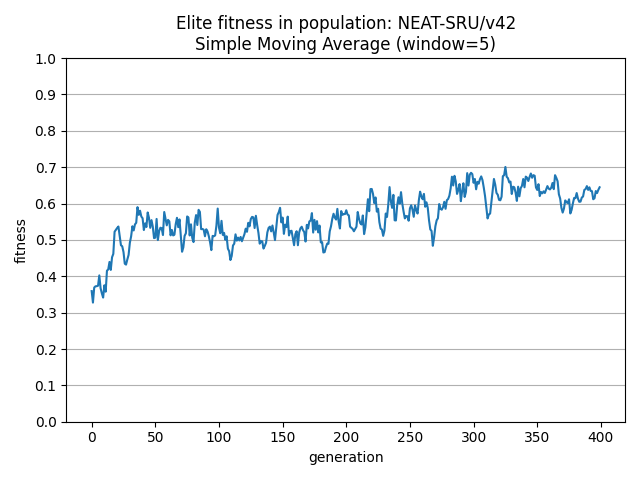 Elite fitness in population: NEAT-SRU/v42
Simple Moving Average (window=5)
1.0
0.9
0.8
0.7
0.6
0.5
0.4
0.3
0.2
0.1
0.0
fitness
0 50 100 150 200 250 300 350 400
generation